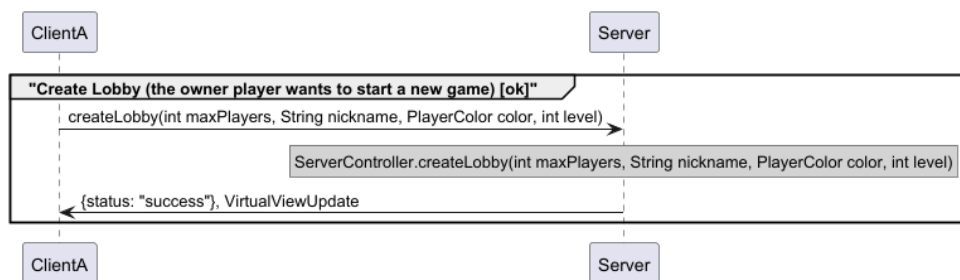 ClientA
Server
"Create Lobby (the owner player wants to start a new game) [ok]"
createLobby(int maxPlayers, String nickname, PlayerColor color, int level)
ServerController.createLobby(int maxPlayers, String nickname, PlayerColor color, int level)
{status: "success"}, VirtualViewUpdate
ClientA
Server